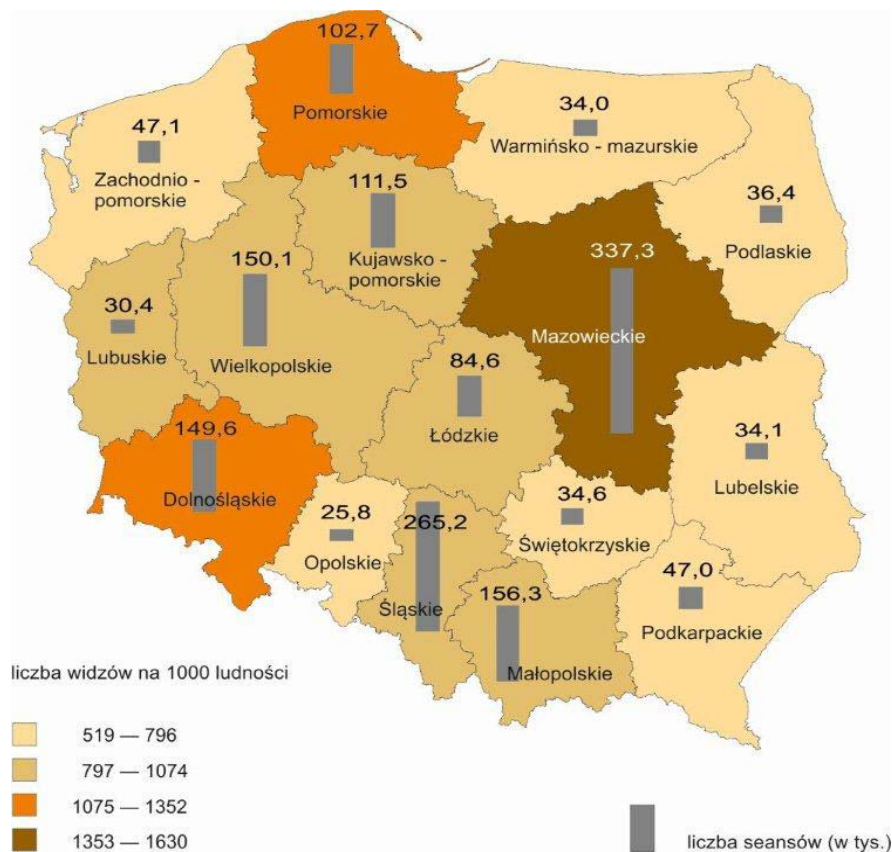 102,7
Pomorskie
34,0
Warmińsko - mazurskie
47,1
Zachodnio -
pomorskie
111,5
Kujawsko -
pomorskie
36,4
Podlaskie
337,3
Mazowieckie
150,1
Wielkopolskie
30,4
Lubuskie
84,6
Łódzkie
149,6
Dolnośląskie
34,1
Lubelskie
25,8
Opolskie
265,2
Śląskie
34,6
Świętokrzyskie
156,3
Małopolskie
47,0
Podkarpackie
liczba widzów na 1000 ludności
519 — 796
797 — 1074
1075 — 1352
1353 — 1630
liczba seansów (w tys.)